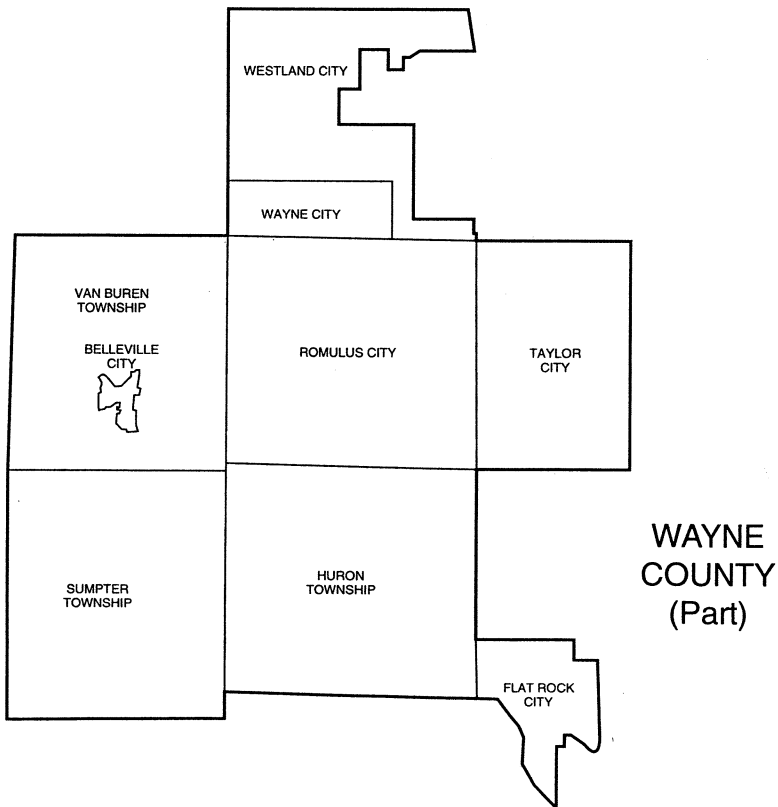 WESTLAND CITY
WAYNE CITY
VAN BUREN
TOWNSHIP
BELLEVILLE
CITY
ROMULUS CITY
TAYLOR
CITY
WAYNE
COUNTY
(Part)
SUMPTER
TOWNSHIP
HURON
TOWNSHIP
FLAT ROCK
CITY